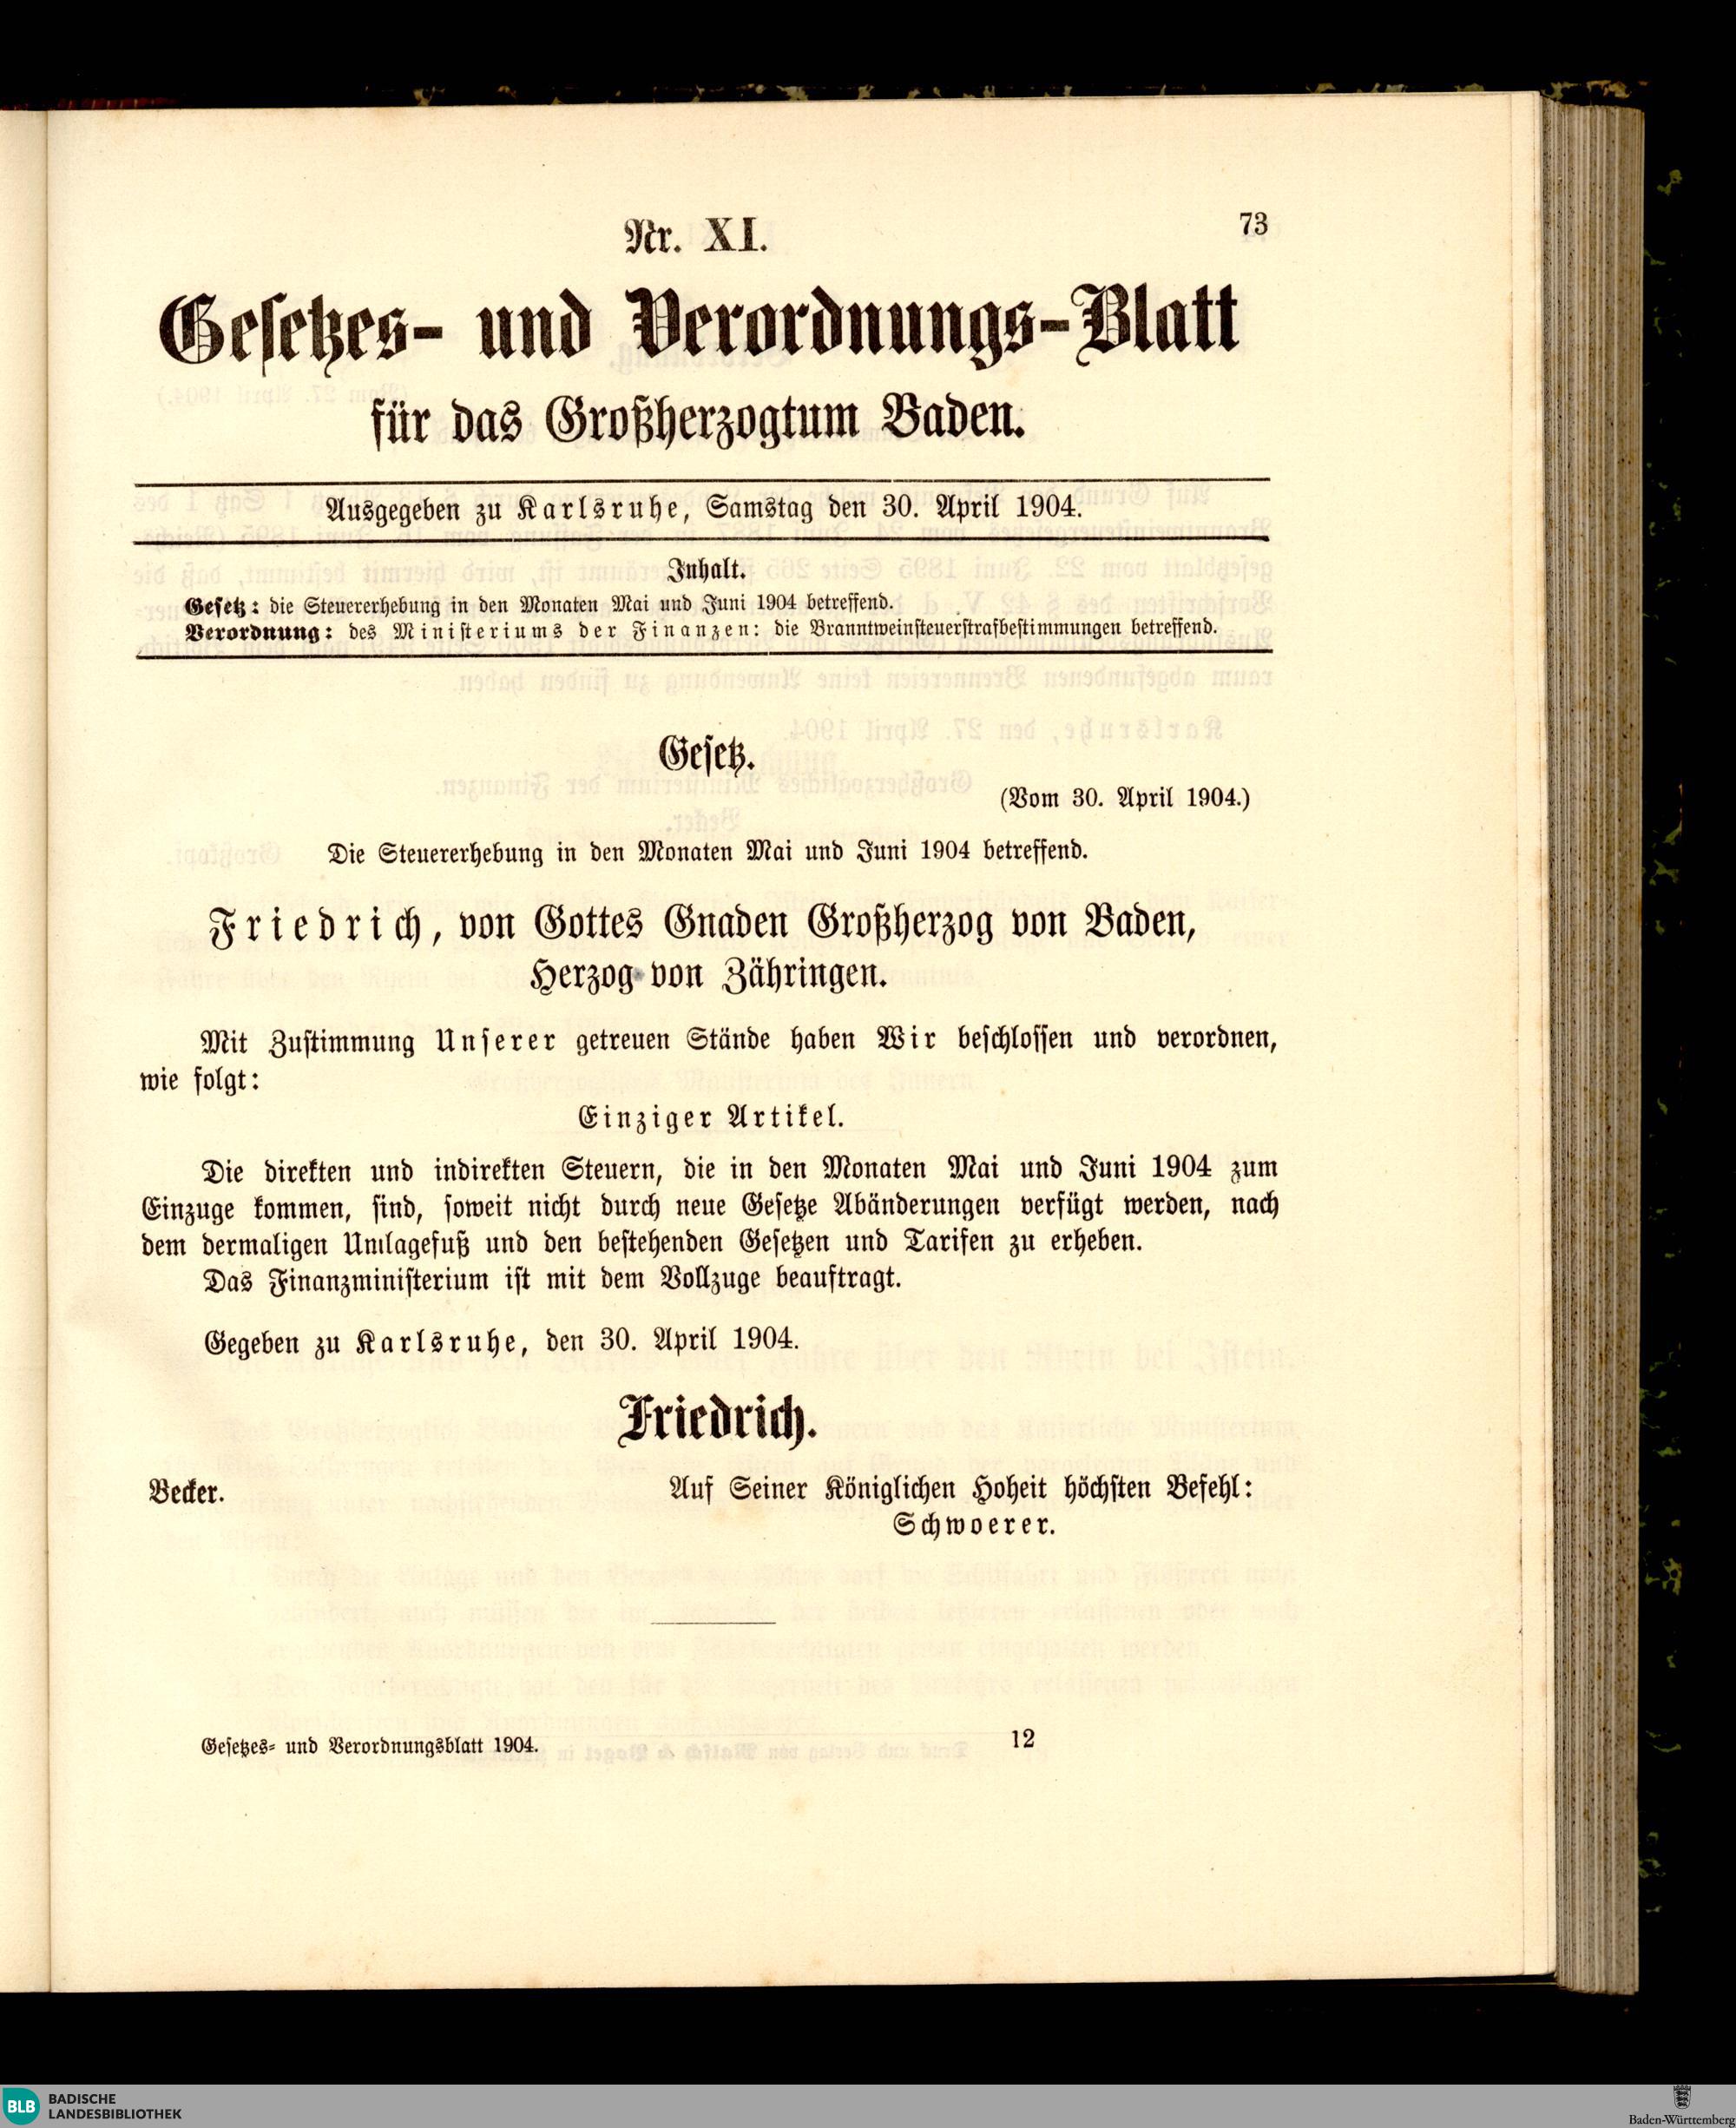 73
Nr. XI.
Gesetzes- und Verordnungs-Blatt
für das Großherzogtum Baden.
Ausgegeben zu Karlsruhe, Samstag den 30. April 1904.
Inhalt.
Gesetz: die Steuererhebung in den Monaten Mai und Juni 1904 betreffend.
Verordnung: des Ministeriums der Finanzen: die Branntweinsteuerstrafbestimmungen betreffend.
Gesetz.
(Vom 30. April 1904.)
Die Steuererhebung in den Monaten Mai und Juni 1904 betreffend.
Friedrich, von Gottes Gnaden Großherzog von Baden,
Herzog von Zähringen.
Mit Zustimmung Unserer getreuen Stände haben Wir beschlossen und verordnen,
wie folgt:
Einziger Artikel.
Die direkten und indirekten Steuern, die in den Monaten Mai und Juni 1904 zum
Einzuge kommen, sind, soweit nicht durch neue Gesetze Abänderungen verfügt werden, nach
dem dermaligen Umlagefuß und den bestehenden Gesetzen und Tarifen zu erheben.
Das Finanzministerium ist mit dem Vollzuge beauftragt.
Gegeben zu Karlsruhe, den 30. April 1904.
Friedrich.
Becker.
Auf Seiner Königlichen Hoheit höchsten Befehl:
Schwoerer.
Gesetzes- und Verordnungsblatt 1904.
12
BLB BADISCHE
LANDESBIBLIOTHEK
Baden-Württemberg